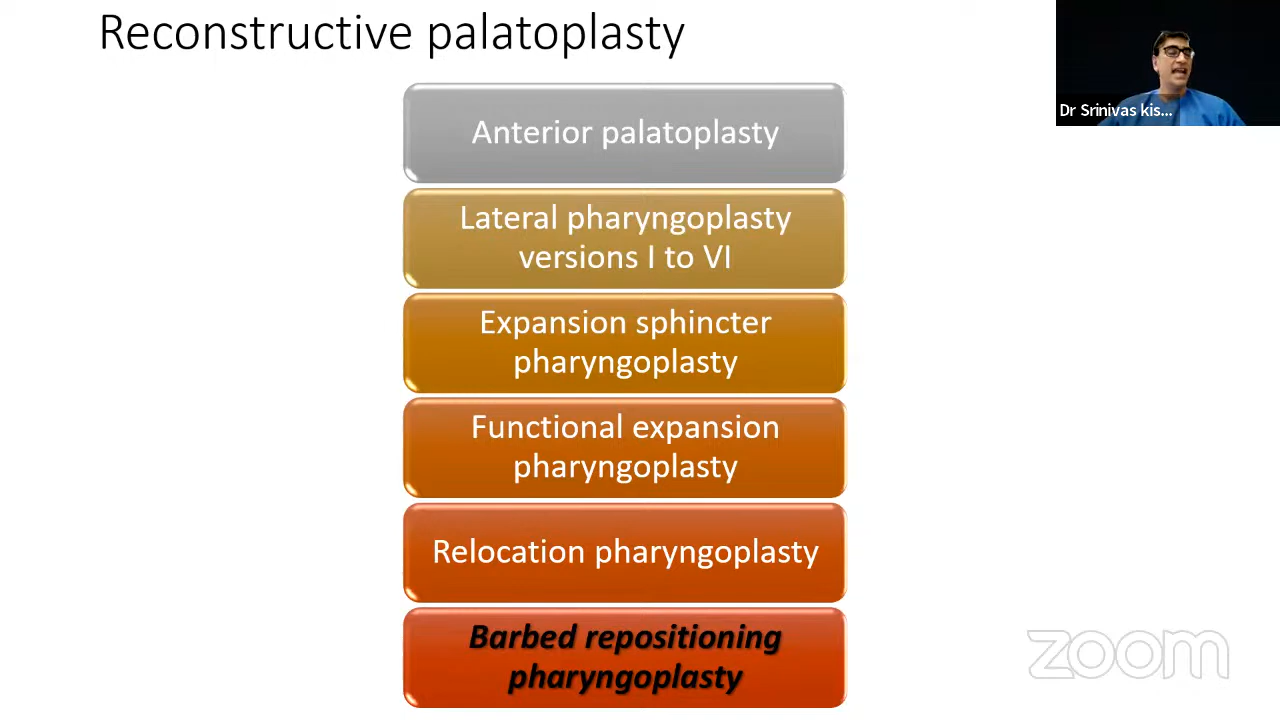 Reconstructive palatoplasty
Dr Srinivas kis...
Anterior palatoplasty
Lateral pharyngoplasty
versions I to VI
Expansion sphincter
pharyngoplasty
Functional expansion
pharyngoplasty
Relocation pharyngoplasty
Barbed repositioning
pharyngoplasty
zoom